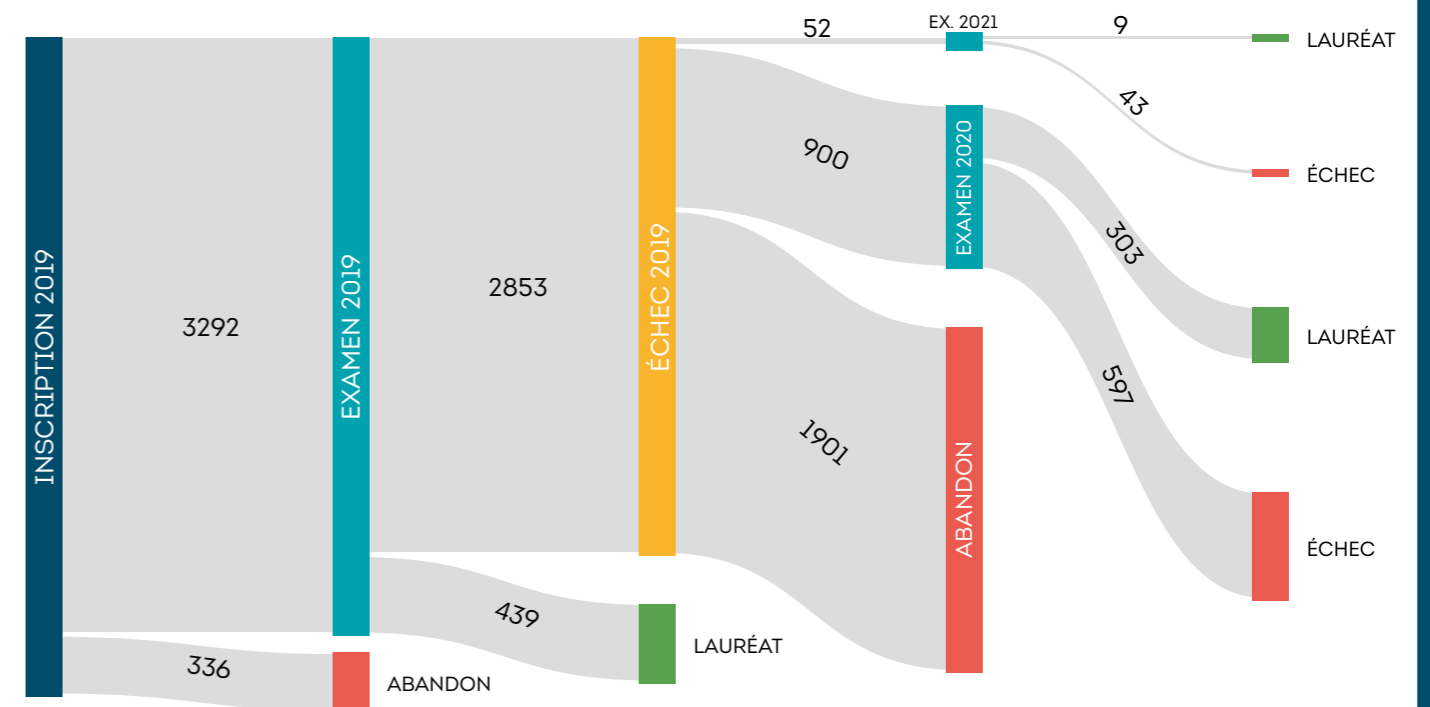 INSCRIPTION 2019
3292
336
EXAMEN 2019
ABANDON
2853
439
ÉCHEC 2019
LAURÉAT
52
900
1901
EX. 2021
EXAMEN 2020
ABANDON
9
43
303
597
LAURÉAT
ÉCHEC
LAURÉAT
ÉCHEC